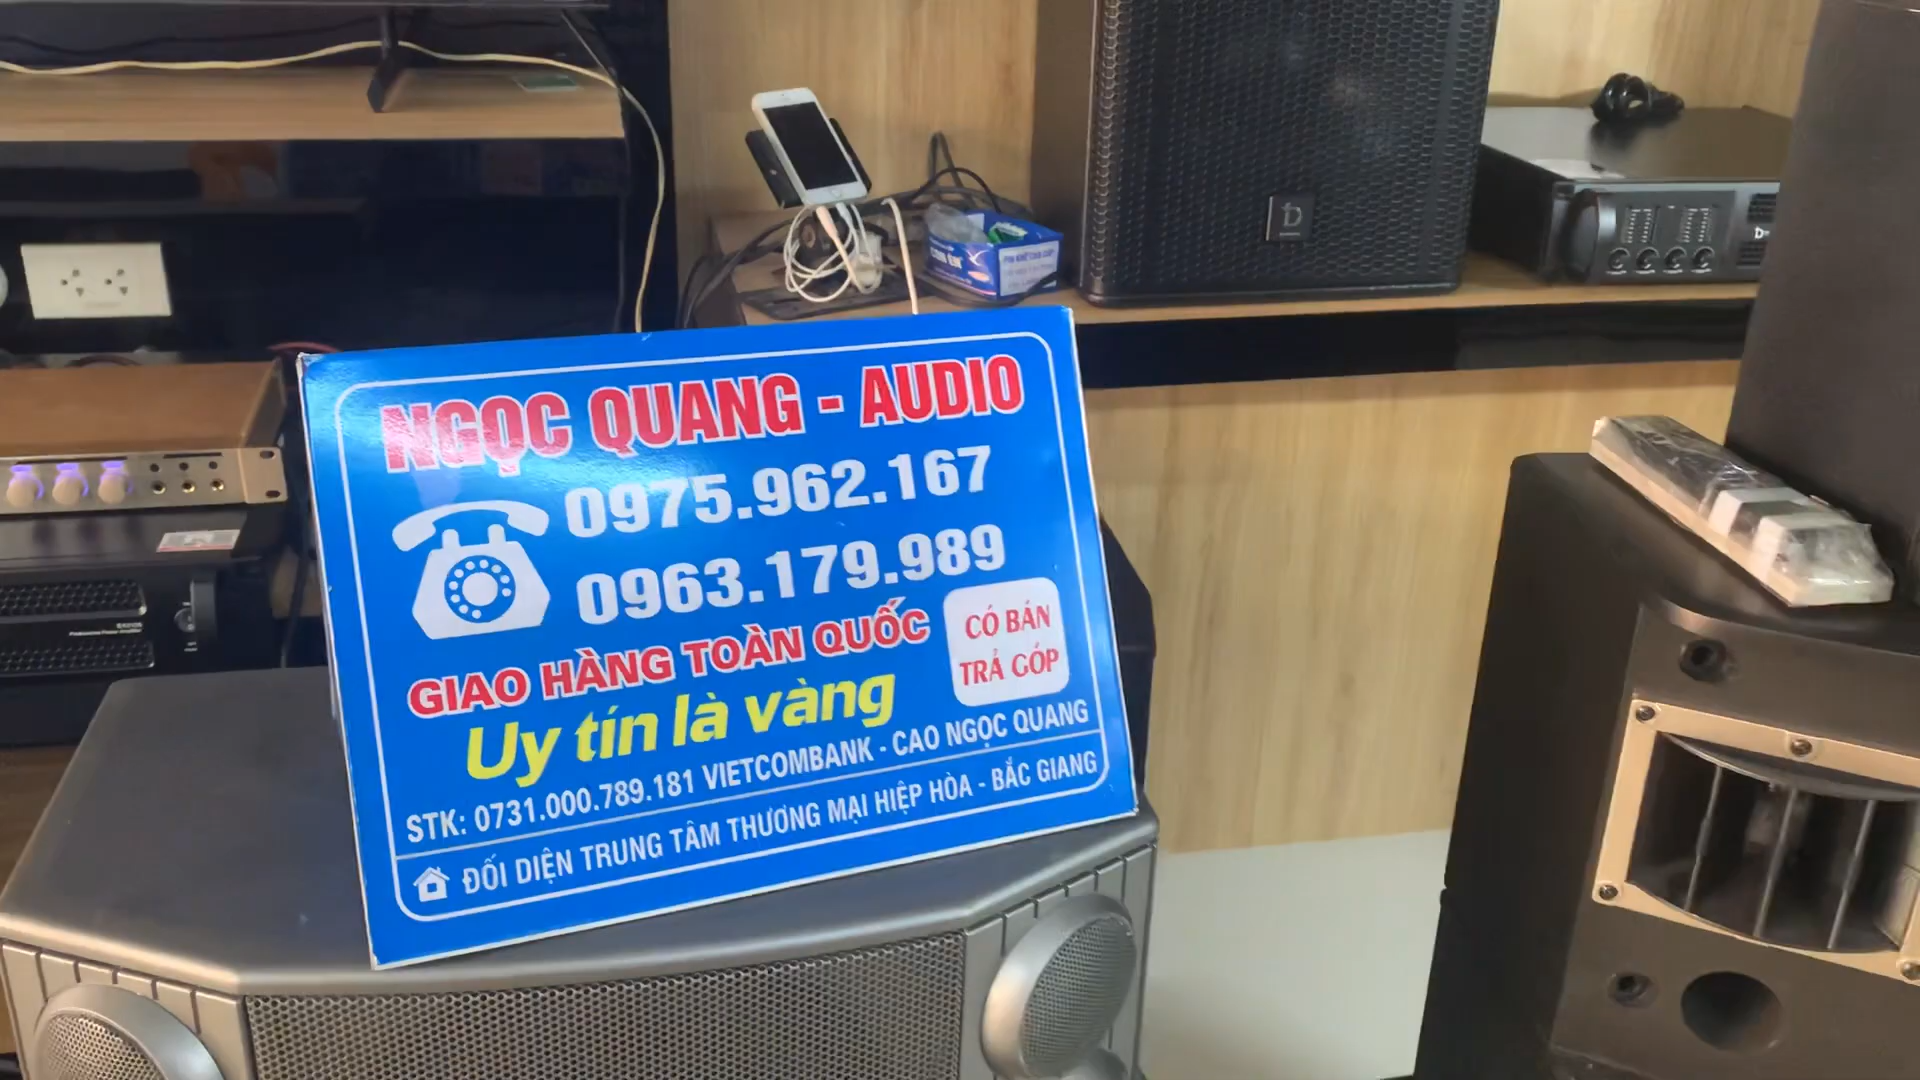 NGỌC QUANG - AUDIO
0975.962.167
0963.179.989
GIAO HÀNG TOÀN QUỐC
CÓ BÁN
TRẢ GÓP
Uy tín là vàng
STK: 0731.000.789.181 VIETCOMBANK - CAO NGỌC QUANG
ĐỐI DIỆN TRUNG TÂM THƯƠNG MẠI HIỆP HÒA - BẮC GIANG